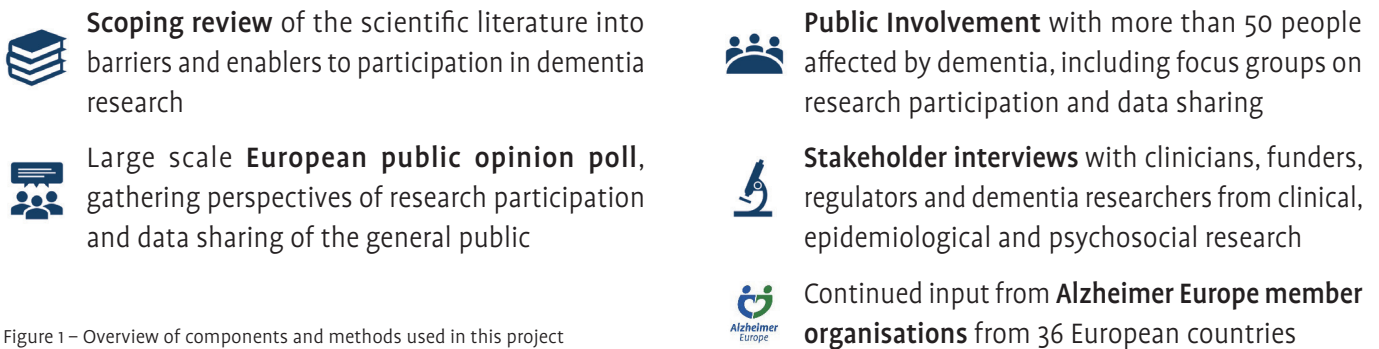 Scoping review of the scientific literature into
barriers and enablers to participation in dementia
research
Large scale European public opinion poll,
gathering perspectives of research participation
and data sharing of the general public
Figure 1 – Overview of components and methods used in this project
Public Involvement with more than 50 people
affected by dementia, including focus groups on
research participation and data sharing
Stakeholder interviews with clinicians, funders,
regulators and dementia researchers from clinical,
epidemiological and psychosocial research
Alzheimer
Europe
Continued input from Alzheimer Europe member
organisations from 36 European countries